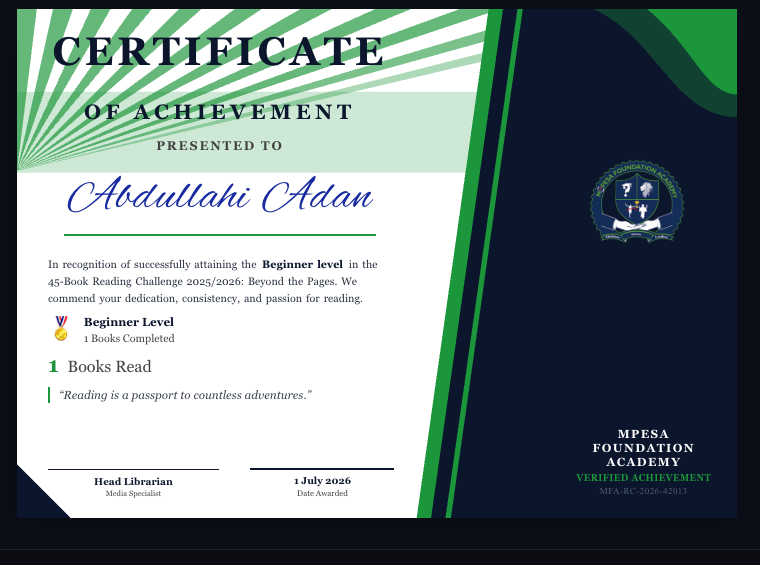 CERTIFICATE
OF ACHIEVEMENT
PRESENTED TO
Abdullahi Adan
In recognition of successfully attaining the Beginner level in the
45-Book Reading Challenge 2025/2026: Beyond the Pages. We
commend your dedication, consistency, and passion for reading.
Beginner Level
1 Books Completed
1 Books Read
“Reading is a passport to countless adventures.”
Head Librarian
Media Specialist
1 July 2026
Date Awarded
MPESA FOUNDATION ACADEMY
MPESA
FOUNDATION
ACADEMY
VERIFIED ACHIEVEMENT
MFA-RC-2026-42013